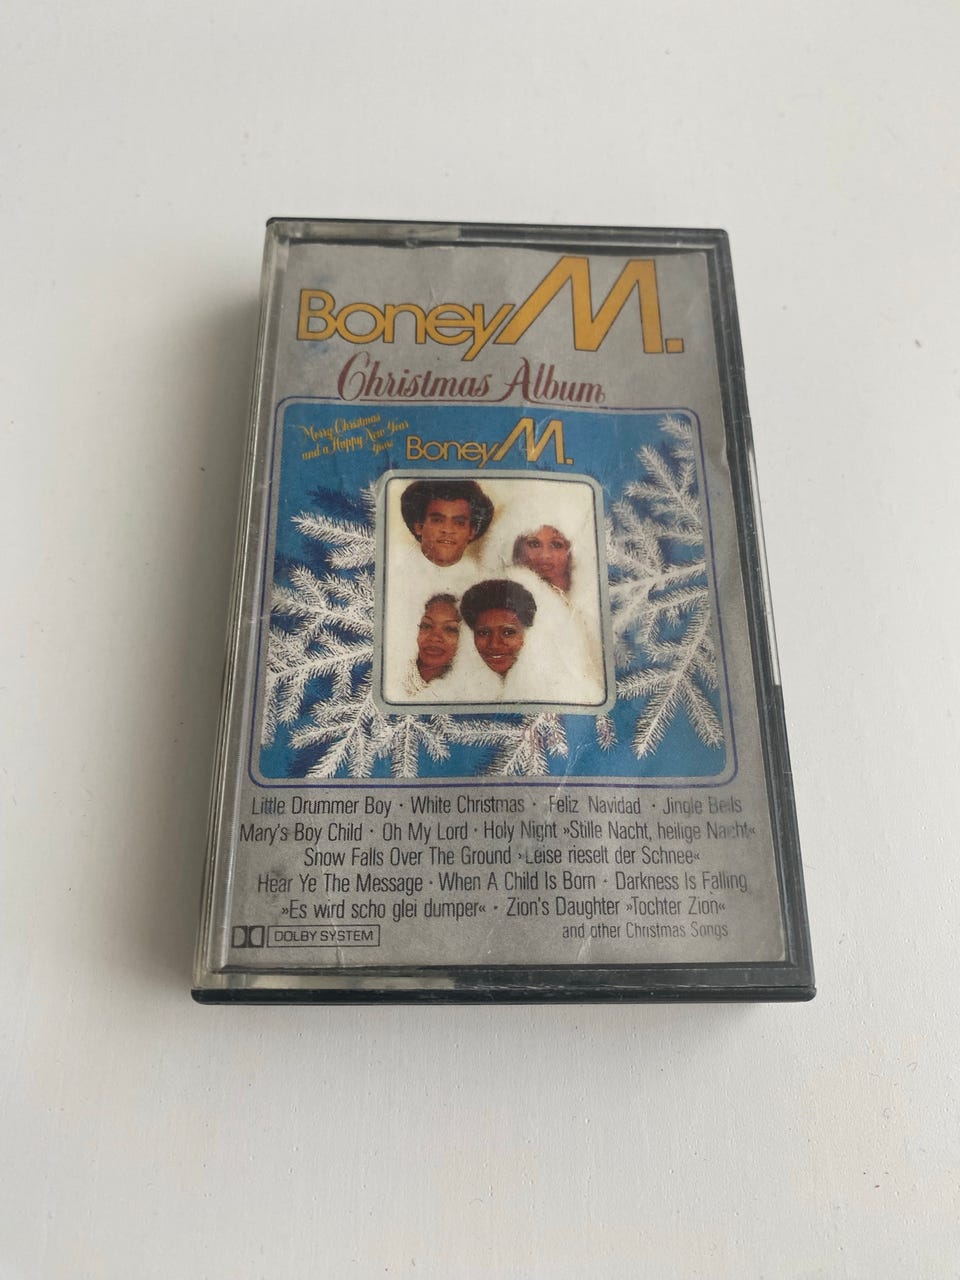 Boney M.
Christmas Album
Merry Christmas
and a Happy New Year
Yours
Boney M.
Little Drummer Boy · White Christmas · Feliz Navidad · Jingle Bells
Mary's Boy Child · Oh My Lord · Holy Night »Stille Nacht, heilige Nacht«
Snow Falls Over The Ground »Leise rieselt der Schnee«
Hear Ye The Message · When A Child Is Born · Darkness Is Falling
»Es wird scho glei dumper« · Zion's Daughter »Tochter Zion«
and other Christmas Songs
DOLBY SYSTEM